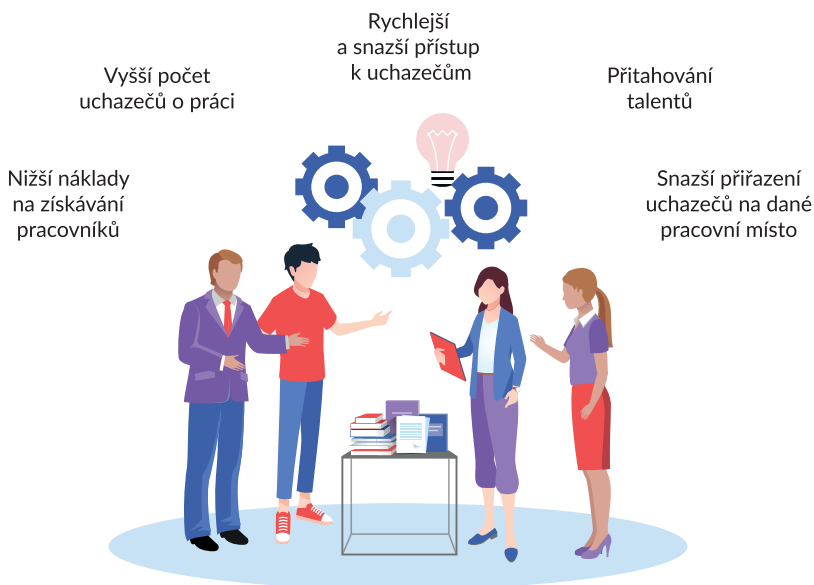 Rychlejší
a snazší přístup
k uchazečům
Vyšší počet
uchazečů o práci
Přitahování
talentů
Nižší náklady
na získávání
pracovníků
Snazší přiřazení
uchazečů na dané
pracovní místo